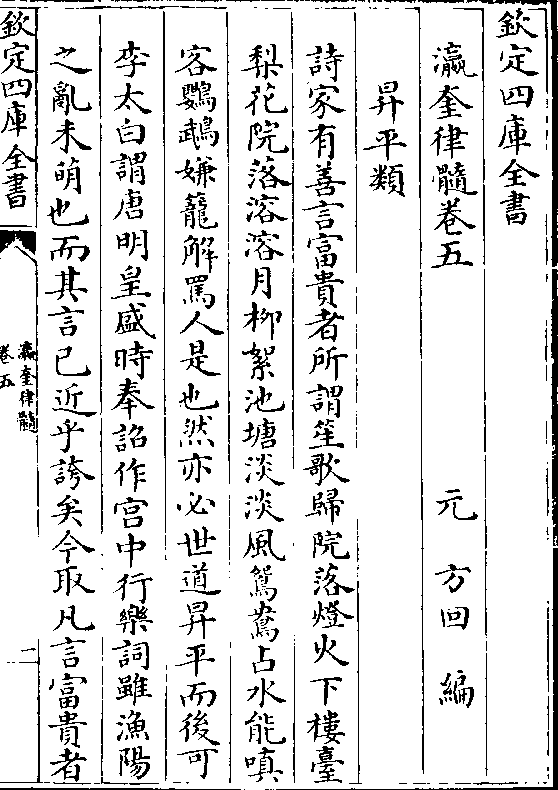 欽定四庫全書
瀛奎律髓卷五
元　方回　編
昇平類
詩家有善言富貴者所謂笙歌歸院落燈火下樓臺
梨花院落溶溶月柳絮池塘淡淡風鴛鴦占水能嗔
客鸚鵡嫌籠解罵人是也然亦必世道昇平而後可
李太白謂唐明皇盛時奉詔作宫中行樂詞雖漁陽
之亂未萌也而其言已近乎誇矣今取凡言富貴者
欽定四庫全書
瀛奎律髓
卷五
一